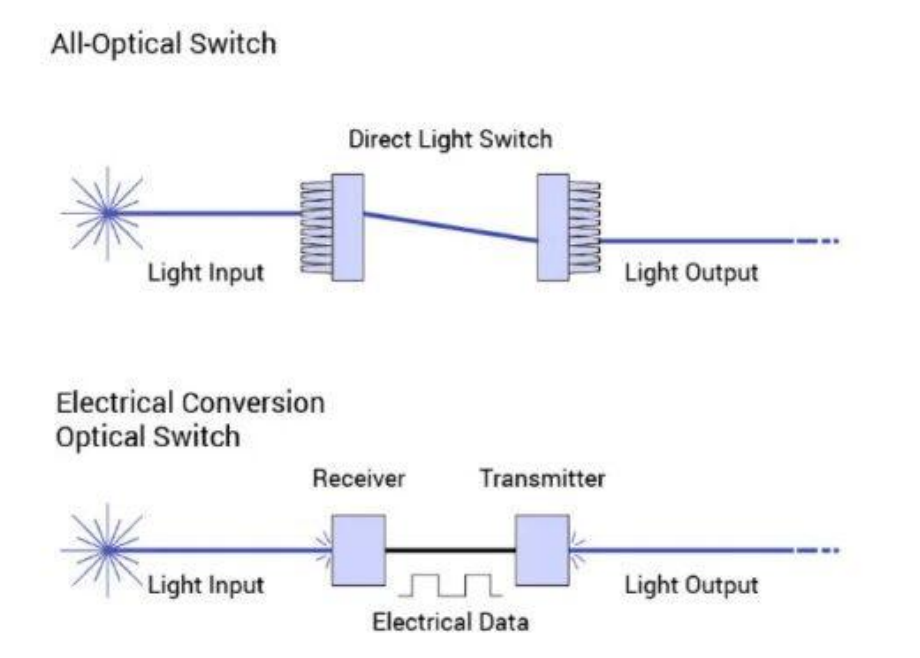 All-Optical Switch
Direct Light Switch
Light Input
Light Output
Electrical Conversion
Optical Switch
Receiver
Transmitter
Light Input
Light Output
Electrical Data